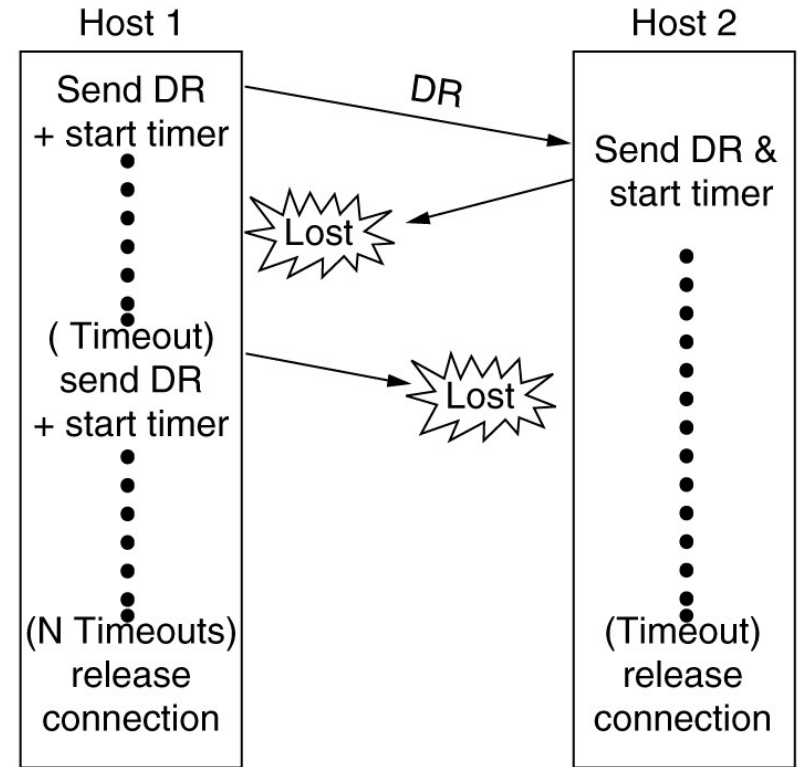 Host 1
Host 2
Send DR
+ start timer
DR
Send DR &
start timer
Lost
( Timeout)
send DR
+ start timer
Lost
(N Timeouts)
release
connection
(Timeout)
release
connection